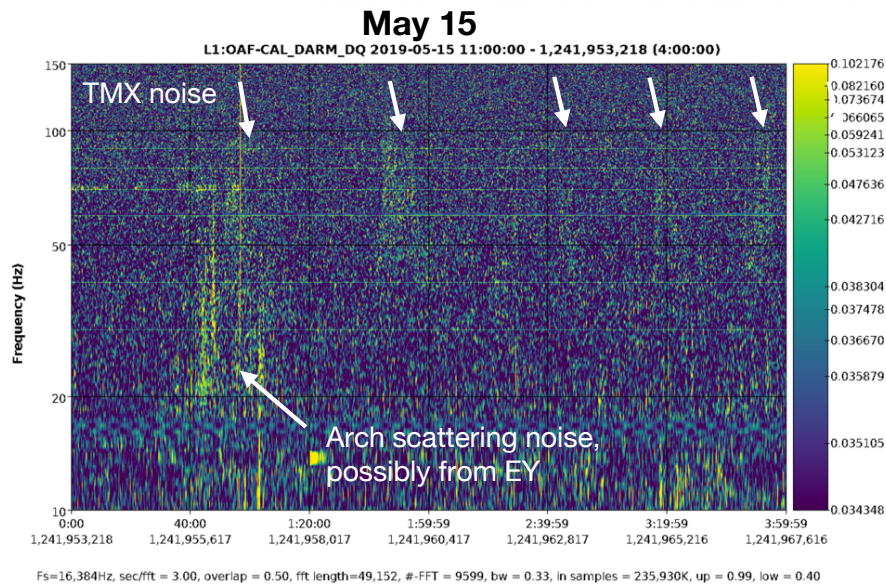 May 15
L1:OAF-CAL_DARM_DQ 2019-05-15 11:00:00 - 1,241,953,218 (4:00:00)
TMX noise
150
100
50
20
10
Frequency (Hz)
Arch scattering noise,
possibly from EY
0.102176
0.082160
0.073674
0.066065
0.059241
0.053123
0.047636
0.042716
0.038304
0.037478
0.036670
0.035879
0.035105
0.034348
0:00 40:00 1:20:00 1:59:59 2:39:59 3:19:59 3:59:59
1,241,953,218 1,241,955,617 1,241,958,017 1,241,960,417 1,241,962,817 1,241,965,216 1,241,967,616
Fs=16,384Hz, sec/fft = 3.00, overlap = 0.50, fft length=49,152, #-FFT = 9599, bw = 0.33, in samples = 235,930K, up = 0.99, low = 0.40